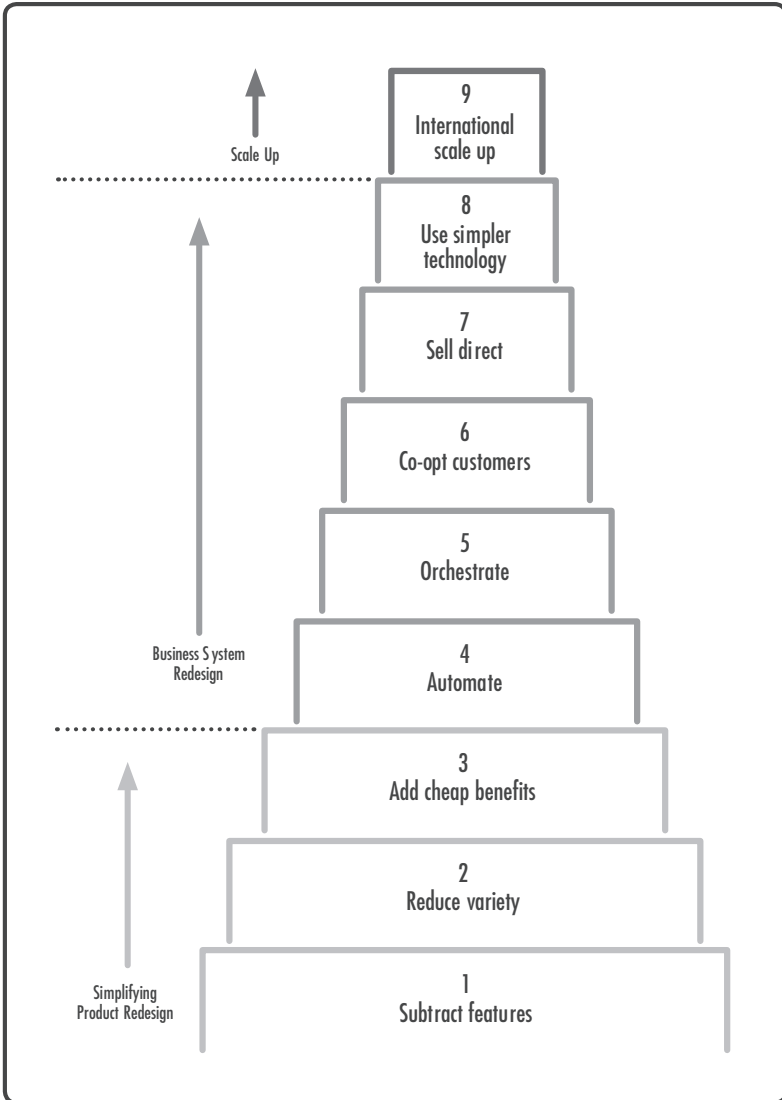 9
International
scale up
Scale Up
8
Use simpler
technology
7
Sell direct
6
Co-opt customers
5
Orchestrate
Business System
Redesign
4
Automate
3
Add cheap benefits
2
Reduce variety
Simplifying
Product Redesign
1
Subtract features